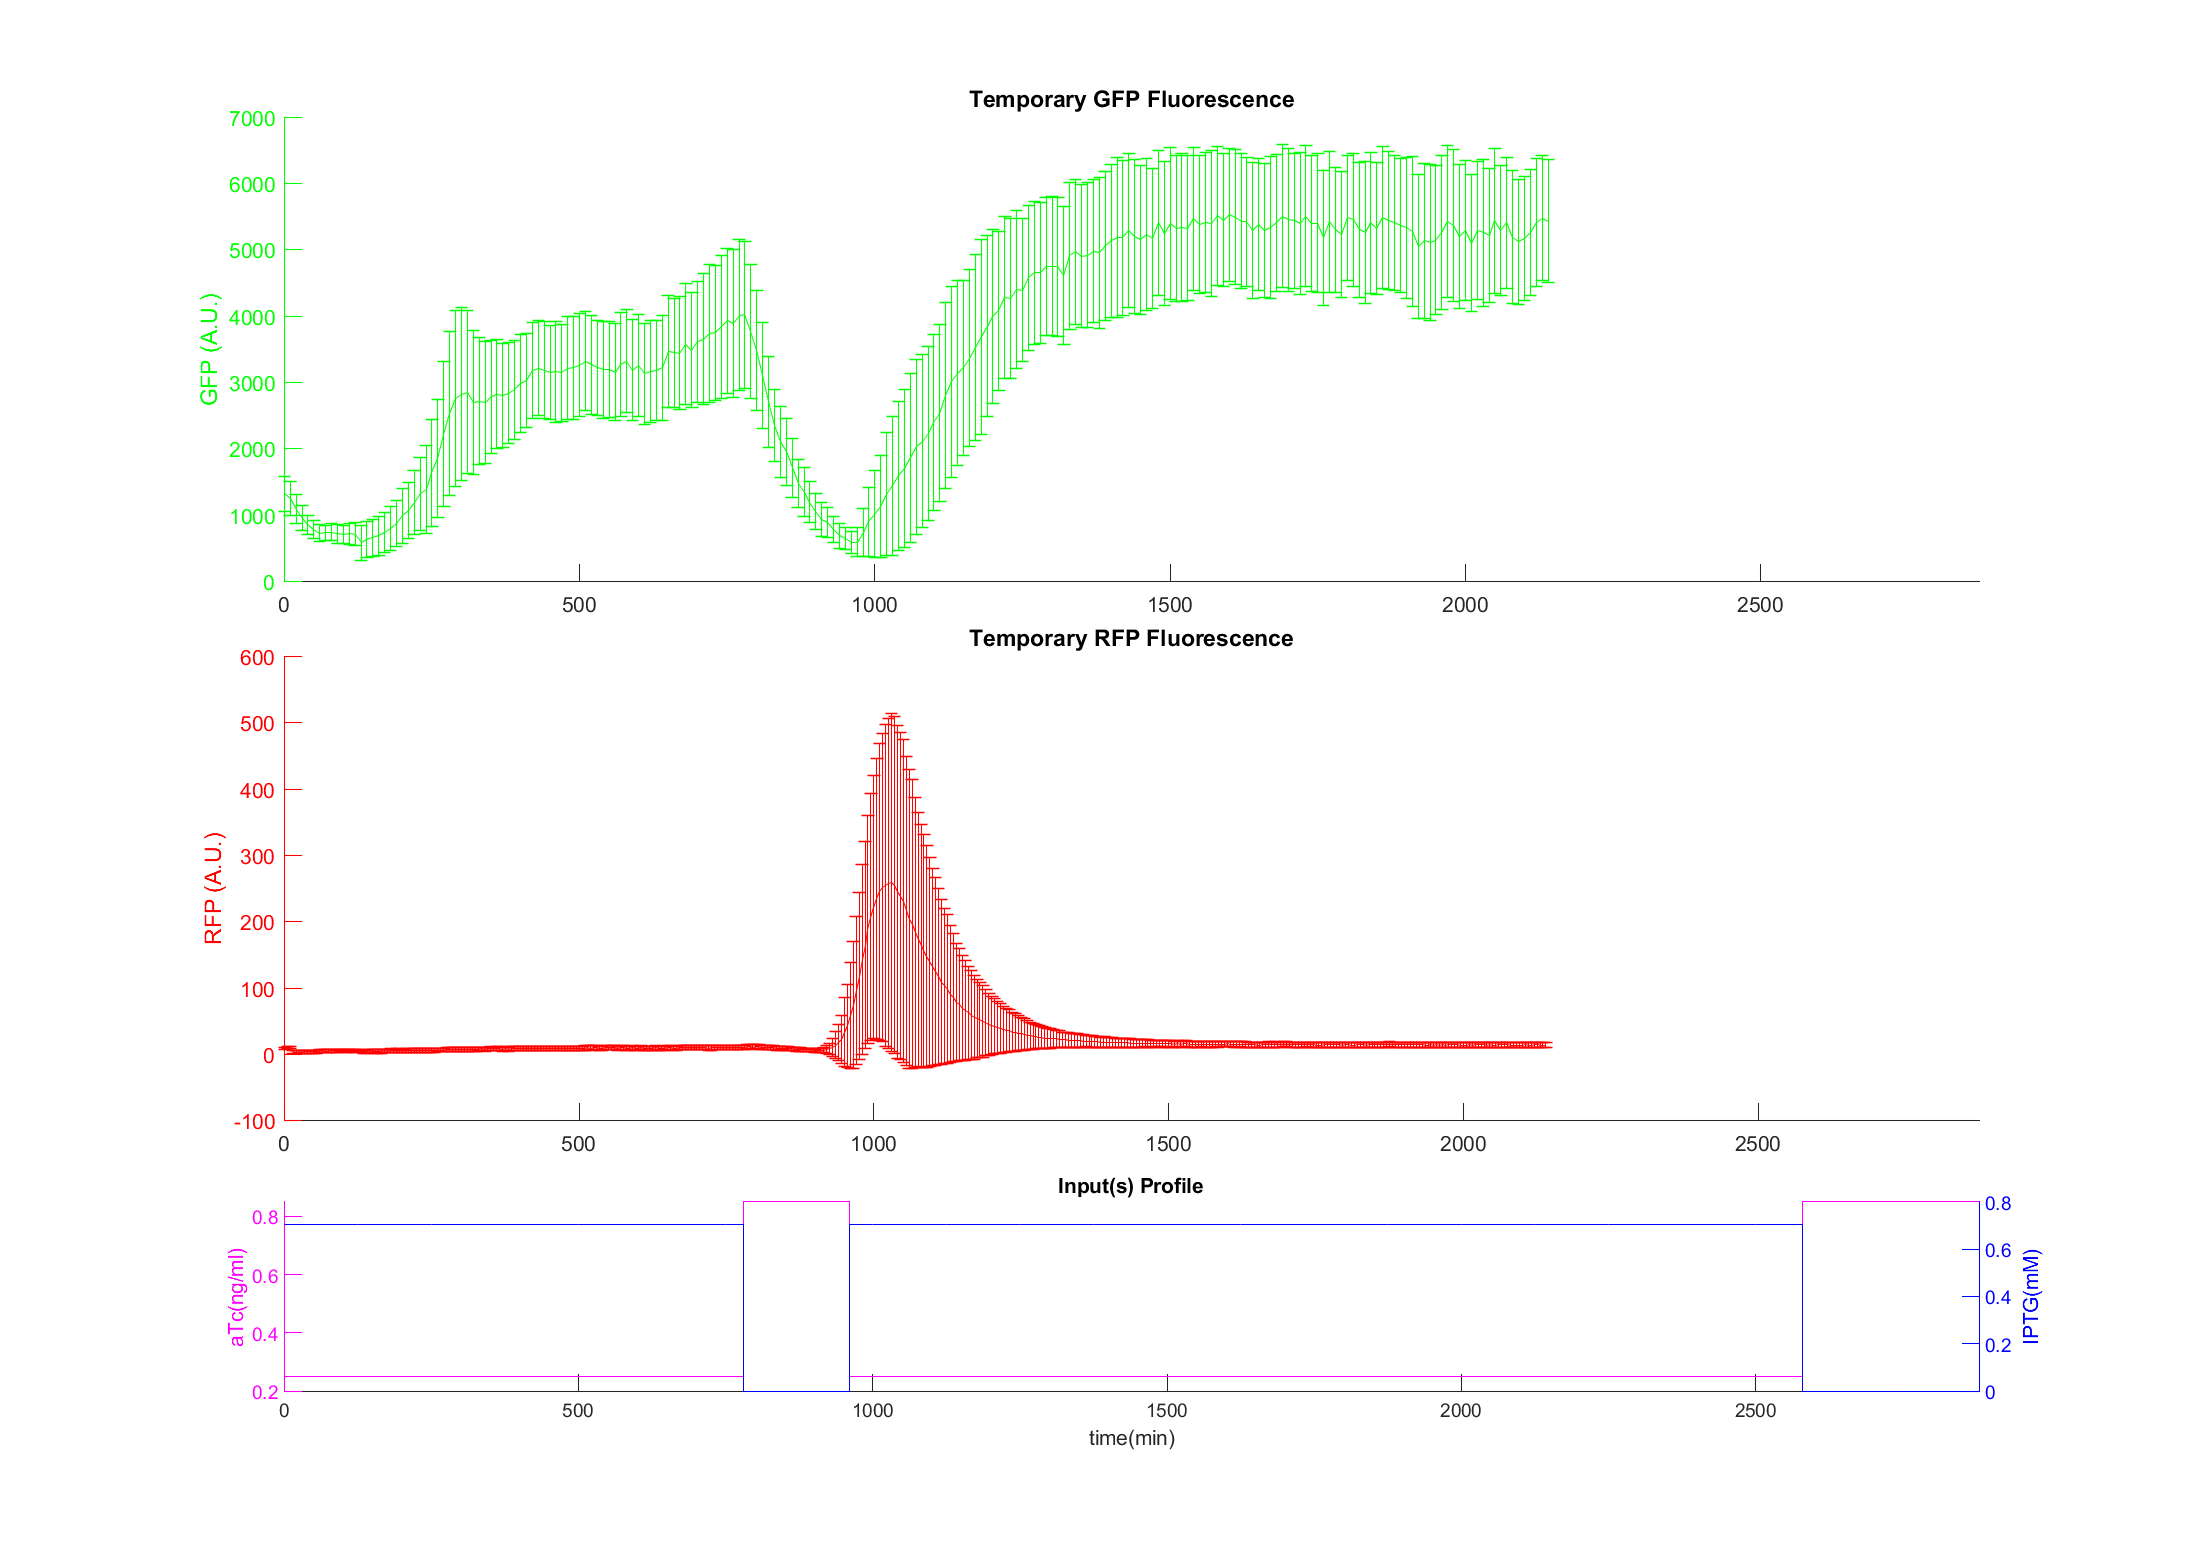 Temporary GFP Fluorescence
7000
6000
5000
4000
3000
2000
1000
0
GFP (A.U.)
0 500 1000 1500 2000 2500
Temporary RFP Fluorescence
600
500
400
300
200
100
0
-100
RFP (A.U.)
0 500 1000 1500 2000 2500
Input(s) Profile
0.8
0.6
0.4
0.2
aTc(ng/ml)
0.8
0.6
0.4
0.2
0
IPTG(mM)
0 500 1000 1500 2000 2500
time(min)